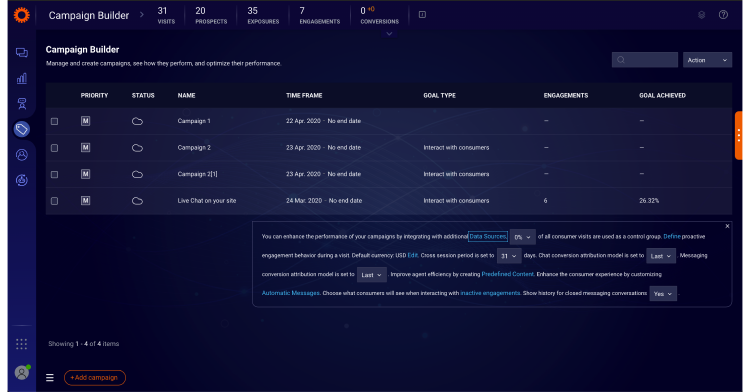 Campaign Builder > 31 20 35 7 0 +0
VISITS PROSPECTS EXPOSURES ENGAGEMENTS CONVERSIONS
Campaign Builder
Manage and create campaigns, see how they perform, and optimize their performance.
Action
PRIORITY STATUS NAME TIME FRAME GOAL TYPE ENGAGEMENTS GOAL ACHIEVED
M Campaign 1 22 Apr. 2020 - No end date – –
M Campaign 2 23 Apr. 2020 - No end date Interact with consumers – –
M Campaign 2[1] 23 Apr. 2020 - No end date Interact with consumers – –
M Live Chat on your site 24 Mar. 2020 - No end date Interact with consumers 6 26.32%
x
You can enhance the performance of your campaigns by integrating with additional Data Sources. 0% of all consumer visits are used as a control group. Define proactive
engagement behavior during a visit. Default currency: USD Edit. Cross session period is set to 31 days. Chat conversion attribution model is set to Last . Messaging
conversion attribution model is set to Last . Improve agent efficiency by creating Predefined Content. Enhance the consumer experience by customizing
Automatic Messages. Choose what consumers will see when interacting with inactive engagements. Show history for closed messaging conversations Yes .
Showing 1 - 4 of 4 items
+Add campaign